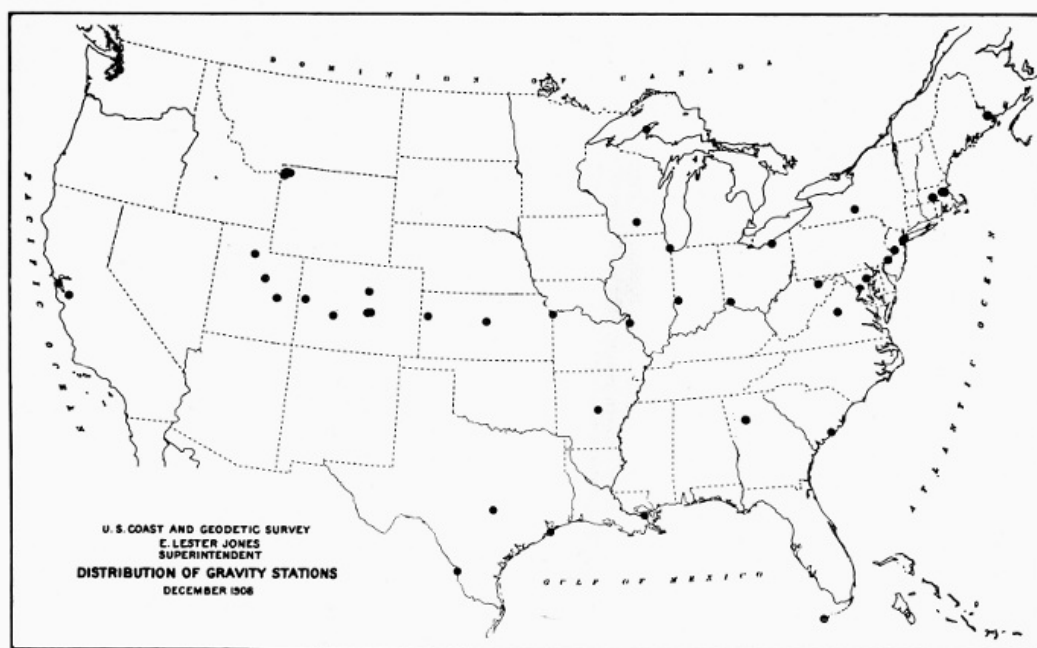 DOMINION OF CANADA
PACIFIC OCEAN
ATLANTIC OCEAN
U. S. COAST AND GEODETIC SURVEY
E. LESTER JONES
SUPERINTENDENT
DISTRIBUTION OF GRAVITY STATIONS
DECEMBER 1908
GULF OF MEXICO